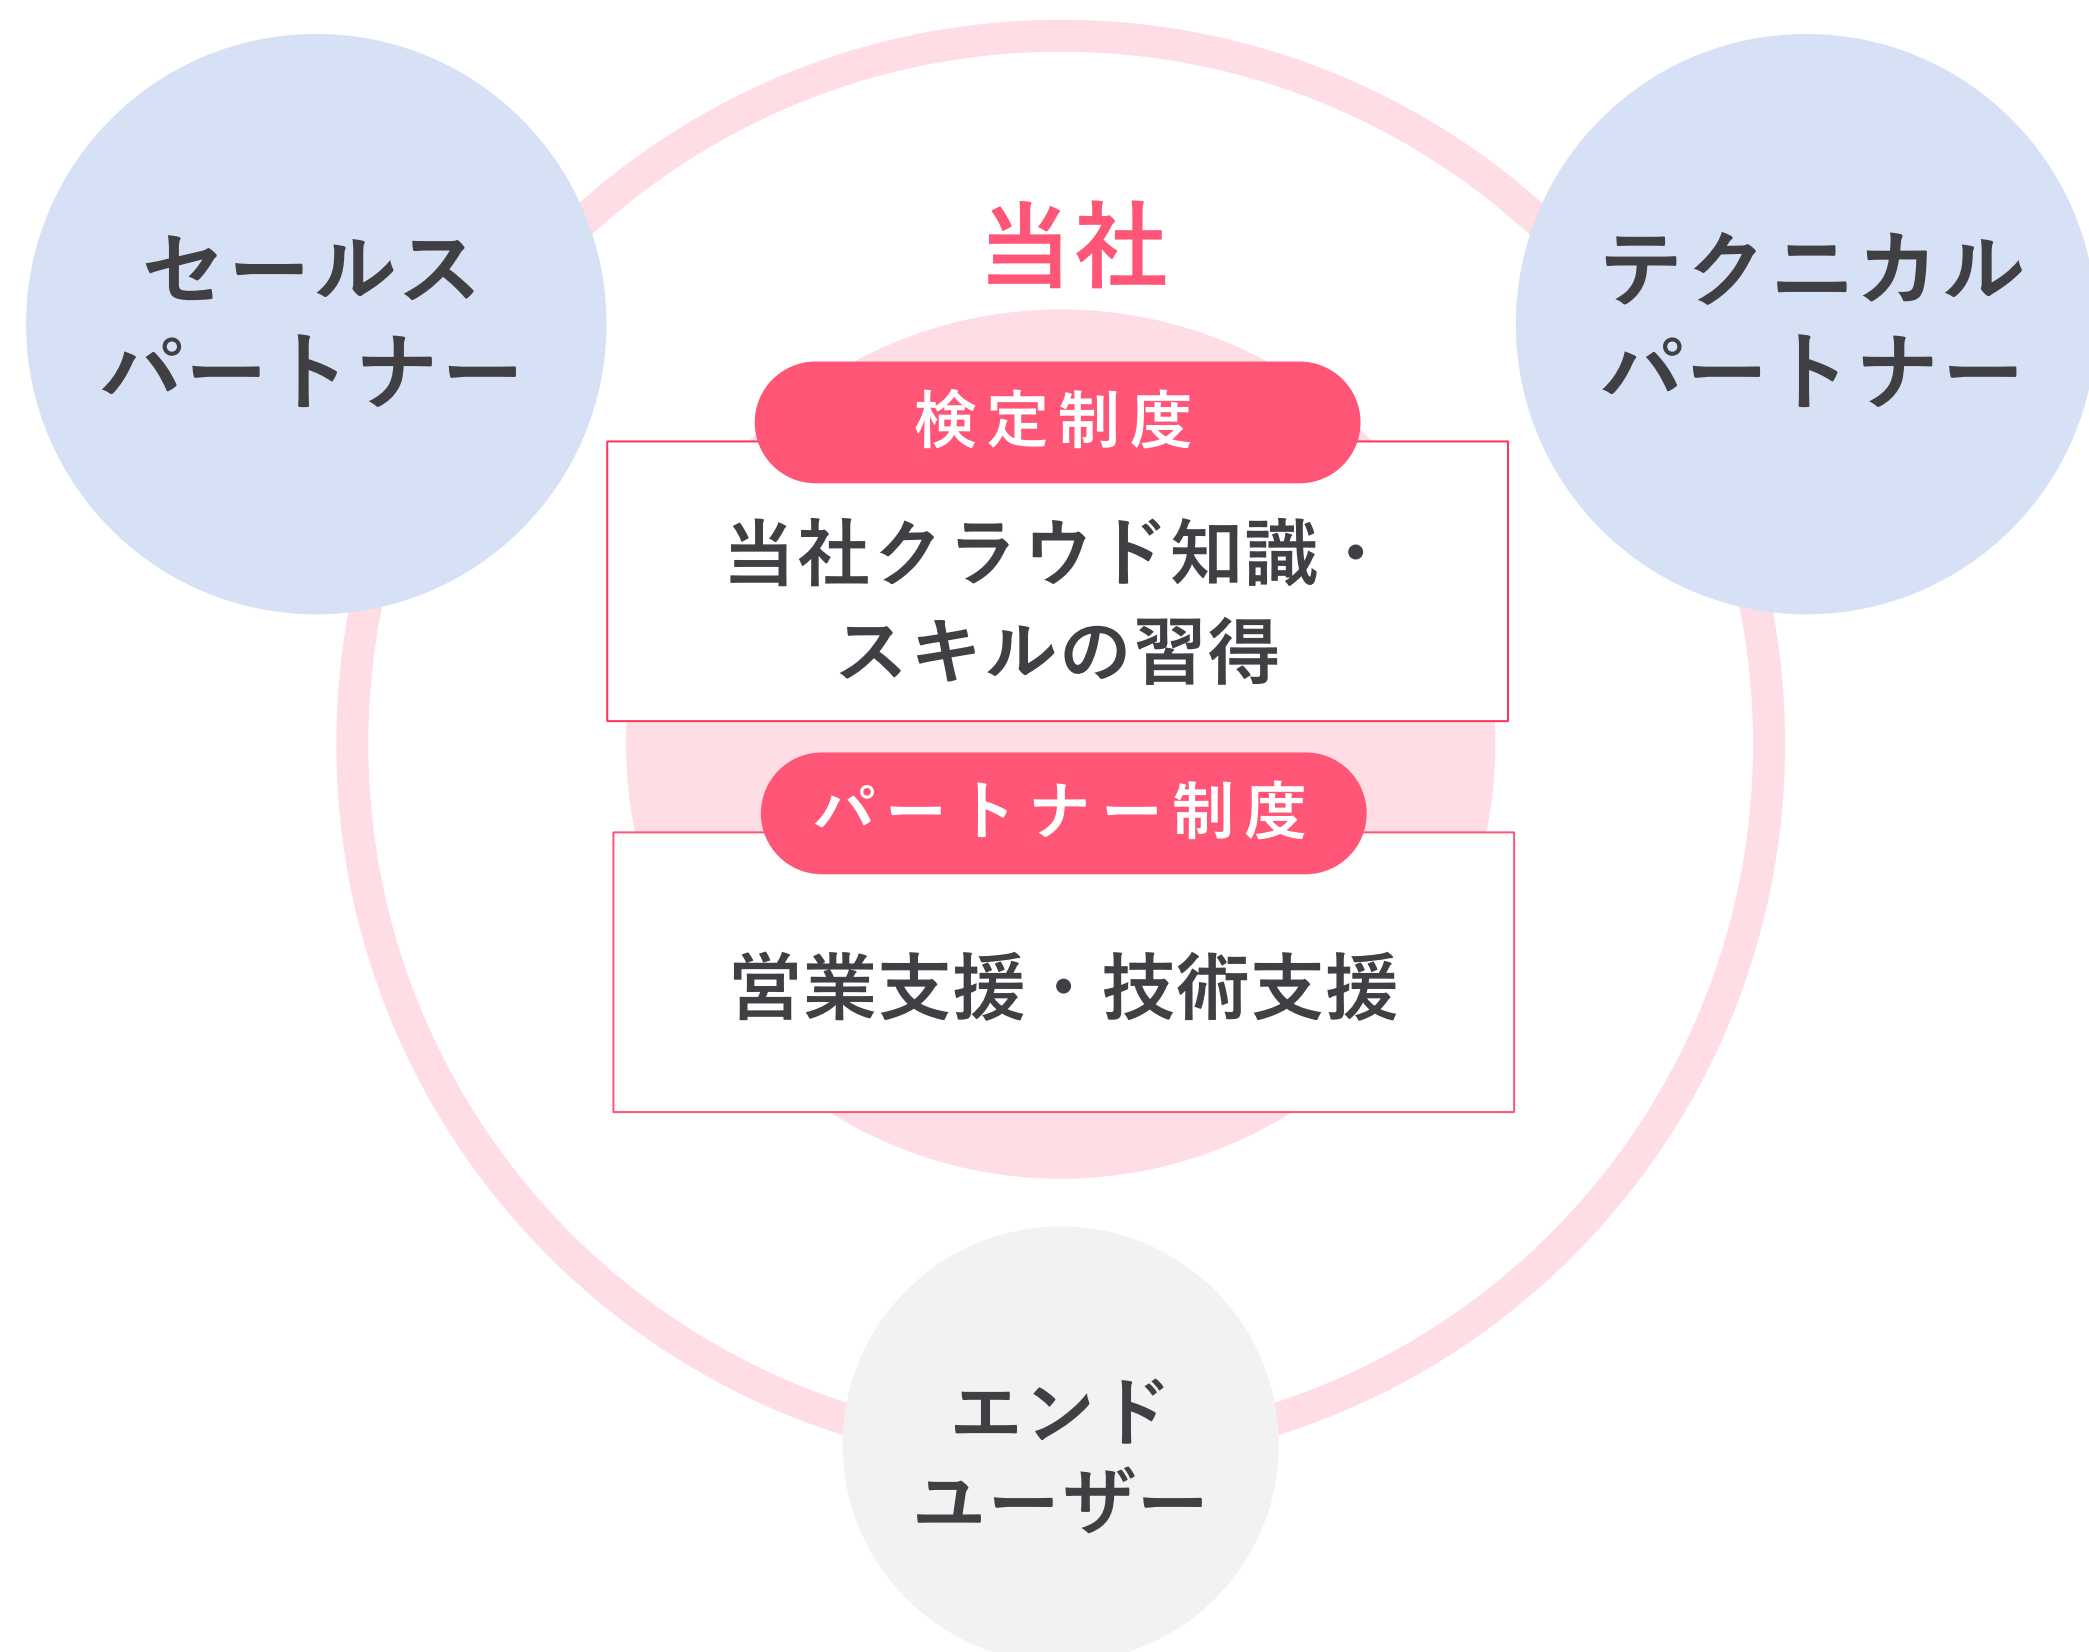 セールス
パートナー
テクニカル
パートナー
当社
検定制度
当社クラウド知識・
スキルの習得
パートナー制度
営業支援・技術支援
エンド
ユーザー